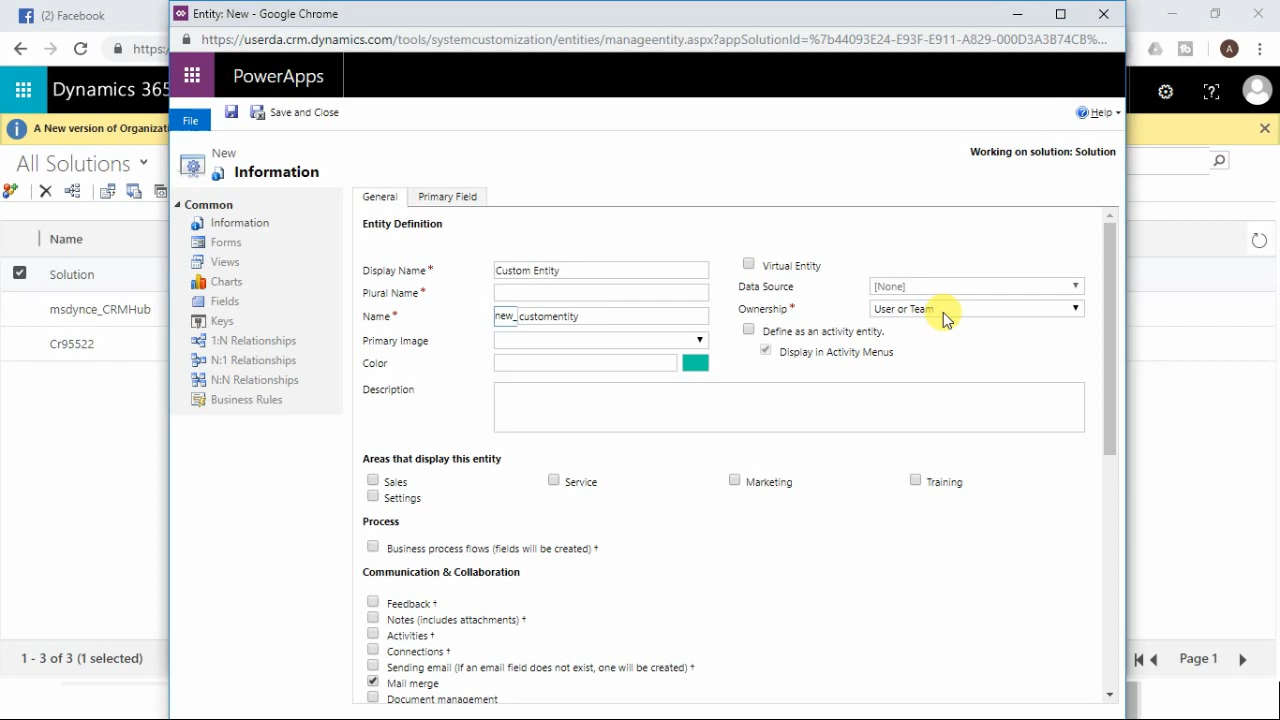 (2) Facebook
Entity: New - Google Chrome
https:
https://userda.crm.dynamics.com/tools/systemcustomization/entities/manageentity.aspx?appSolutionId=%7b44093E24-E93F-E911-A829-000D3A3B74CB%...
A
Dynamics 365
PowerApps
File
Save and Close
Help
A New version of Organizat
All Solutions
New
Information
Working on solution: Solution
Common
Information
Forms
Views
Charts
Fields
Keys
1:N Relationships
N:1 Relationships
N:N Relationships
Business Rules
Name
Solution
msdynce_CRMHub
Cr95522
General
Primary Field
Entity Definition
Display Name*
Custom Entity
Plural Name*
Name*
new_ customentity
Primary Image
Color
Description
Virtual Entity
Data Source
[None]
Ownership *
User or Team
Define as an activity entity.
Display in Activity Menus
Areas that display this entity
Sales
Service
Marketing
Training
Settings
Process
Business process flows (fields will be created) †
Communication & Collaboration
Feedback †
Notes (includes attachments) †
Activities †
Connections †
Sending email (If an email field does not exist, one will be created) †
Mail merge
Document management
1 - 3 of 3 (1 selected)
Page 1